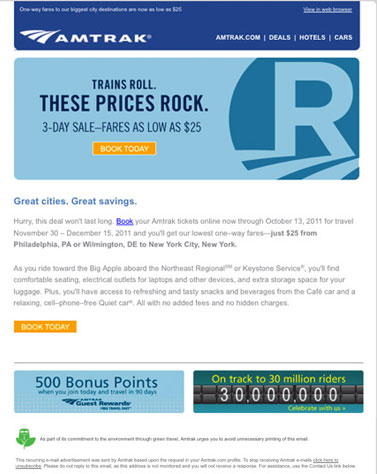 One-way fares to our biggest city destinations are now as low as $25
View in web browser
AMTRAK®
AMTRAK.COM | DEALS | HOTELS | CARS
TRAINS ROLL.
THESE PRICES ROCK.
3-DAY SALE—FARES AS LOW AS $25
BOOK TODAY
R
Great cities. Great savings.
Hurry, this deal won't last long. Book your Amtrak tickets online now through October 13, 2011 for travel
November 30 – December 15, 2011 and you'll get our lowest one-way fares—just $25 from
Philadelphia, PA or Wilmington, DE to New York City, New York.
As you ride toward the Big Apple aboard the Northeast Regional℠ or Keystone Service®, you'll find
comfortable seating, electrical outlets for laptops and other devices, and extra storage space for your
luggage. Plus, you'll have access to refreshing and tasty snacks and beverages from the Café car and a
relaxing, cell-phone-free Quiet car®. All with no added fees and no hidden charges.
BOOK TODAY
500 Bonus Points
when you join today and travel in 90 days
AMTRAK
Guest Rewards®
FREE TRAVEL, FAST®
On track to 30 million riders
30,000,000
Celebrate with us »
As part of its commitment to the environment through green travel, Amtrak urges you to avoid unnecessary printing of this email.
This recurring e-mail advertisement was sent by Amtrak based upon the request in your Amtrak.com profile. To stop receiving Amtrak e-mails click here to
unsubscribe. Please do not reply to this email, as this address is not monitored and you will not receive a response. For assistance, use the Contact Us link below.